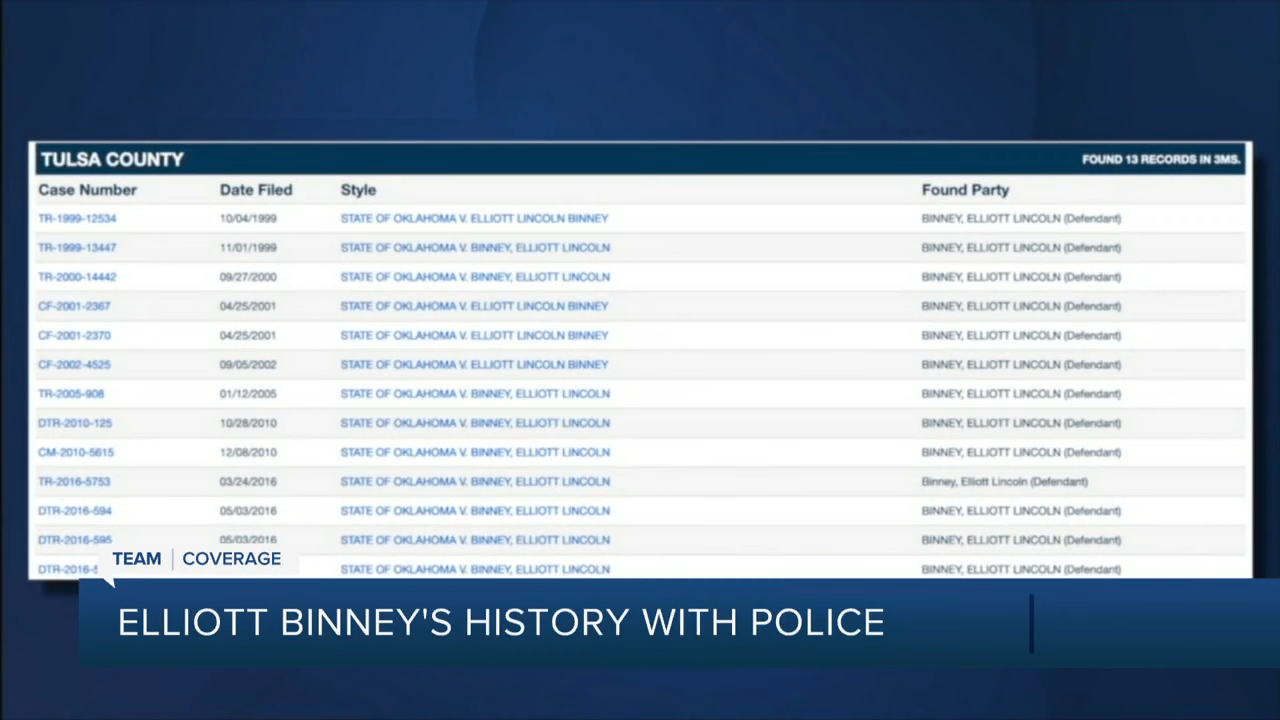 TULSA COUNTY FOUND 13 RECORDS IN 3MS.
Case Number Date Filed Style Found Party
TR-1999-12534 10/04/1999 STATE OF OKLAHOMA V. ELLIOTT LINCOLN BINNEY BINNEY, ELLIOTT LINCOLN (Defendant)
TR-1999-13447 11/01/1999 STATE OF OKLAHOMA V. BINNEY, ELLIOTT LINCOLN BINNEY, ELLIOTT LINCOLN (Defendant)
TR-2000-14442 09/27/2000 STATE OF OKLAHOMA V. BINNEY, ELLIOTT LINCOLN BINNEY, ELLIOTT LINCOLN (Defendant)
CF-2001-2367 04/25/2001 STATE OF OKLAHOMA V. ELLIOTT LINCOLN BINNEY BINNEY, ELLIOTT LINCOLN (Defendant)
CF-2001-2370 04/25/2001 STATE OF OKLAHOMA V. ELLIOTT LINCOLN BINNEY BINNEY, ELLIOTT LINCOLN (Defendant)
CF-2002-4525 09/05/2002 STATE OF OKLAHOMA V. ELLIOTT LINCOLN BINNEY BINNEY, ELLIOTT LINCOLN (Defendant)
TR-2005-908 01/12/2005 STATE OF OKLAHOMA V. BINNEY, ELLIOTT LINCOLN BINNEY, ELLIOTT LINCOLN (Defendant)
DTR-2010-125 10/28/2010 STATE OF OKLAHOMA V. BINNEY, ELLIOTT LINCOLN BINNEY, ELLIOTT LINCOLN (Defendant)
CM-2010-5615 12/08/2010 STATE OF OKLAHOMA V. BINNEY, ELLIOTT LINCOLN BINNEY, ELLIOTT LINCOLN (Defendant)
TR-2016-5753 03/24/2016 STATE OF OKLAHOMA V. BINNEY, ELLIOTT LINCOLN Binney, Elliott Lincoln (Defendant)
DTR-2016-594 05/03/2016 STATE OF OKLAHOMA V. BINNEY, ELLIOTT LINCOLN BINNEY, ELLIOTT LINCOLN (Defendant)
DTR-2016-595 05/03/2016 STATE OF OKLAHOMA V. BINNEY, ELLIOTT LINCOLN BINNEY, ELLIOTT LINCOLN (Defendant)
DTR-2016-5 STATE OF OKLAHOMA V. BINNEY, ELLIOTT LINCOLN BINNEY, ELLIOTT LINCOLN (Defendant)
TEAM COVERAGE
ELLIOTT BINNEY'S HISTORY WITH POLICE